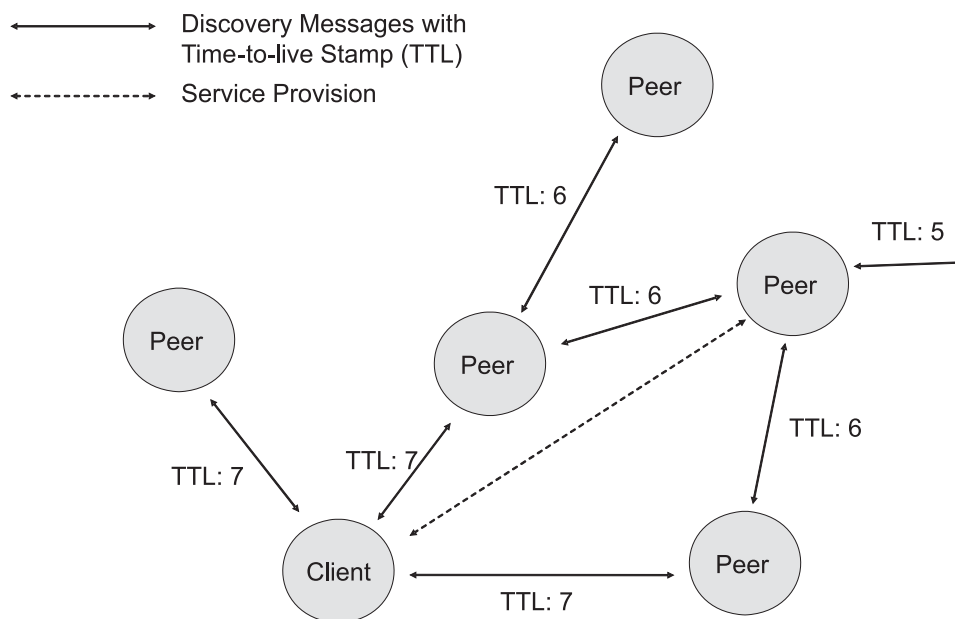 Discovery Messages with
Time-to-live Stamp (TTL)
Service Provision
Peer
TTL: 6
TTL: 5
Peer
TTL: 6
Peer
Peer
TTL: 6
TTL: 7
TTL: 7
Client
Peer
TTL: 7